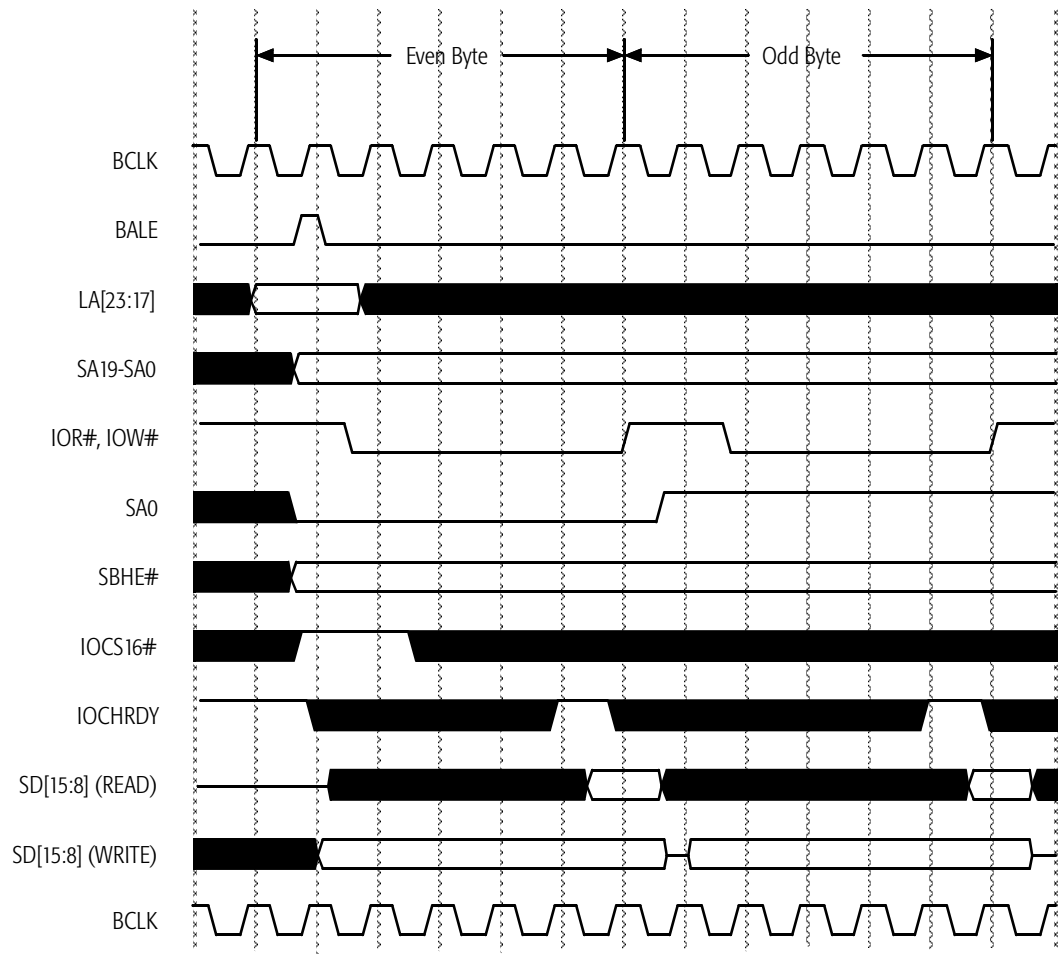 Even Byte
Odd Byte
BCLK
BALE
LA[23:17]
SA19-SA0
IOR#, IOW#
SA0
SBHE#
IOCS16#
IOCHRDY
SD[15:8] (READ)
SD[15:8] (WRITE)
BCLK